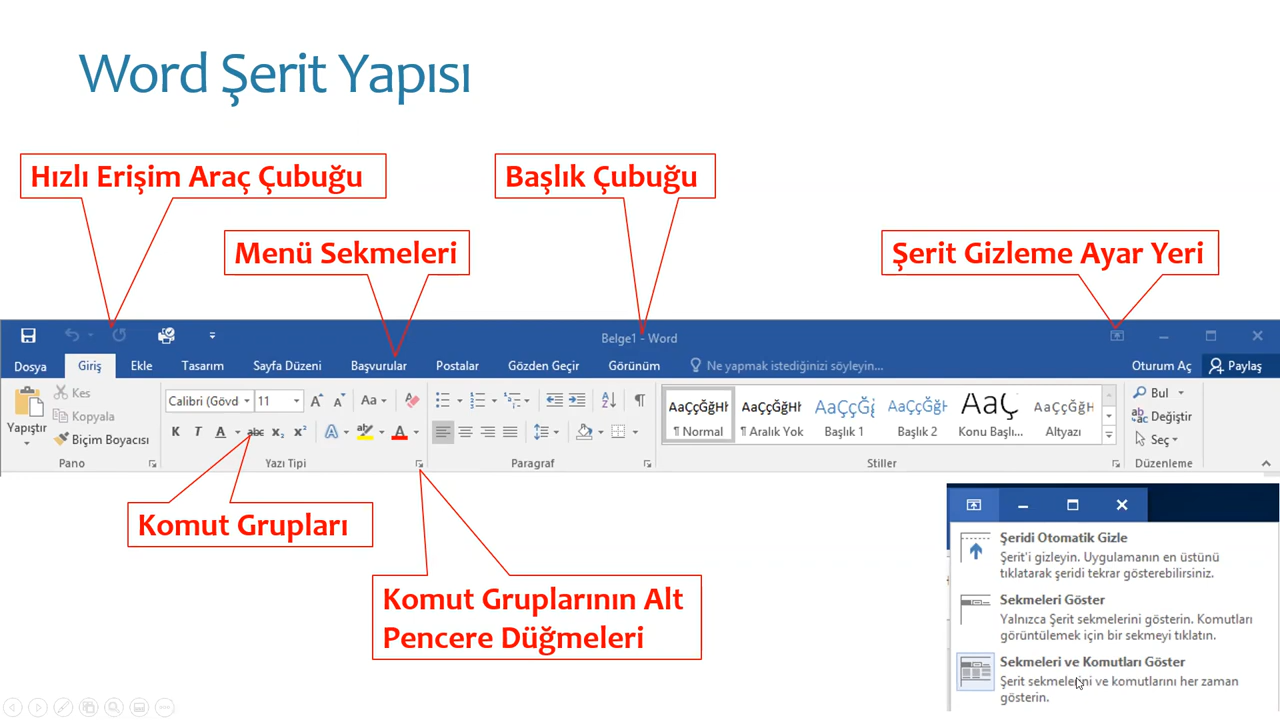 Word Şerit Yapısı
Hızlı Erişim Araç Çubuğu
Başlık Çubuğu
Menü Sekmeleri
Şerit Gizleme Ayar Yeri
Belge1 - Word
Dosya Giriş Ekle Tasarım Sayfa Düzeni Başvurular Postalar Gözden Geçir Görünüm Ne yapmak istediğinizi söyleyin... Oturum Aç Paylaş
Yapıştır
Kes
Kopyala
Biçim Boyacısı
Pano
Calibri (Gövd 11 Aa
K T A abc x₂ x² A ab A
Yazı Tipi
Paragraf
AaÇçĞğHł AaÇçĞğHł AaÇçĞğ AaÇçĞğ AaÇ AaÇçĞğH
¶ Normal ¶ Aralık Yok Başlık 1 Başlık 2 Konu Başlı... Altyazı
Stiller
Bul
Değiştir
Seç
Düzenleme
Komut Grupları
Komut Gruplarının Alt
Pencere Düğmeleri
Şeridi Otomatik Gizle
Şerit'i gizleyin. Uygulamanın en üstünü
tıklatarak şeridi tekrar gösterebilirsiniz.
Sekmeleri Göster
Yalnızca Şerit sekmelerini gösterin. Komutları
görüntülemek için bir sekmeyi tıklatın.
Sekmeleri ve Komutları Göster
Şerit sekmelerini ve komutlarını her zaman
gösterin.